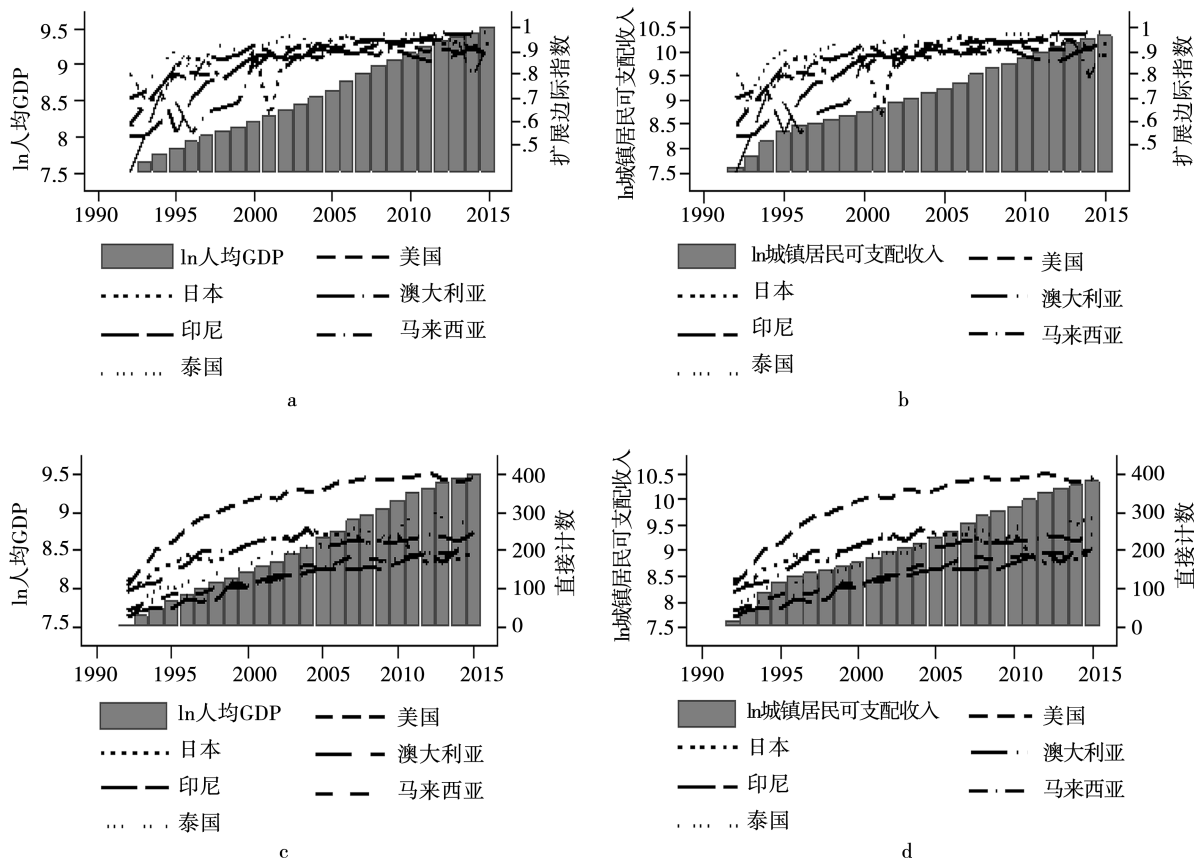 ln人均GDP
9.5
9
8.5
8
7.5
1
.9
.8
.7
.6
.5
扩展边际指数
1990 1995 2000 2005 2010 2015
ln人均GDP
美国
日本
澳大利亚
印尼
马来西亚
泰国
a
ln城镇居民可支配收入
10.5
10
9.5
9
8.5
8
7.5
1
.9
.8
.7
.6
.5
扩展边际指数
1990 1995 2000 2005 2010 2015
ln城镇居民可支配收入
美国
日本
澳大利亚
印尼
马来西亚
泰国
b
ln人均GDP
9.5
9
8.5
8
7.5
400
300
200
100
0
直接计数
1990 1995 2000 2005 2010 2015
ln人均GDP
美国
日本
澳大利亚
印尼
马来西亚
泰国
c
ln城镇居民可支配收入
10.5
10
9.5
9
8.5
8
7.5
400
300
200
100
0
直接计数
1990 1995 2000 2005 2010 2015
ln城镇居民可支配收入
美国
日本
澳大利亚
印尼
马来西亚
泰国
d